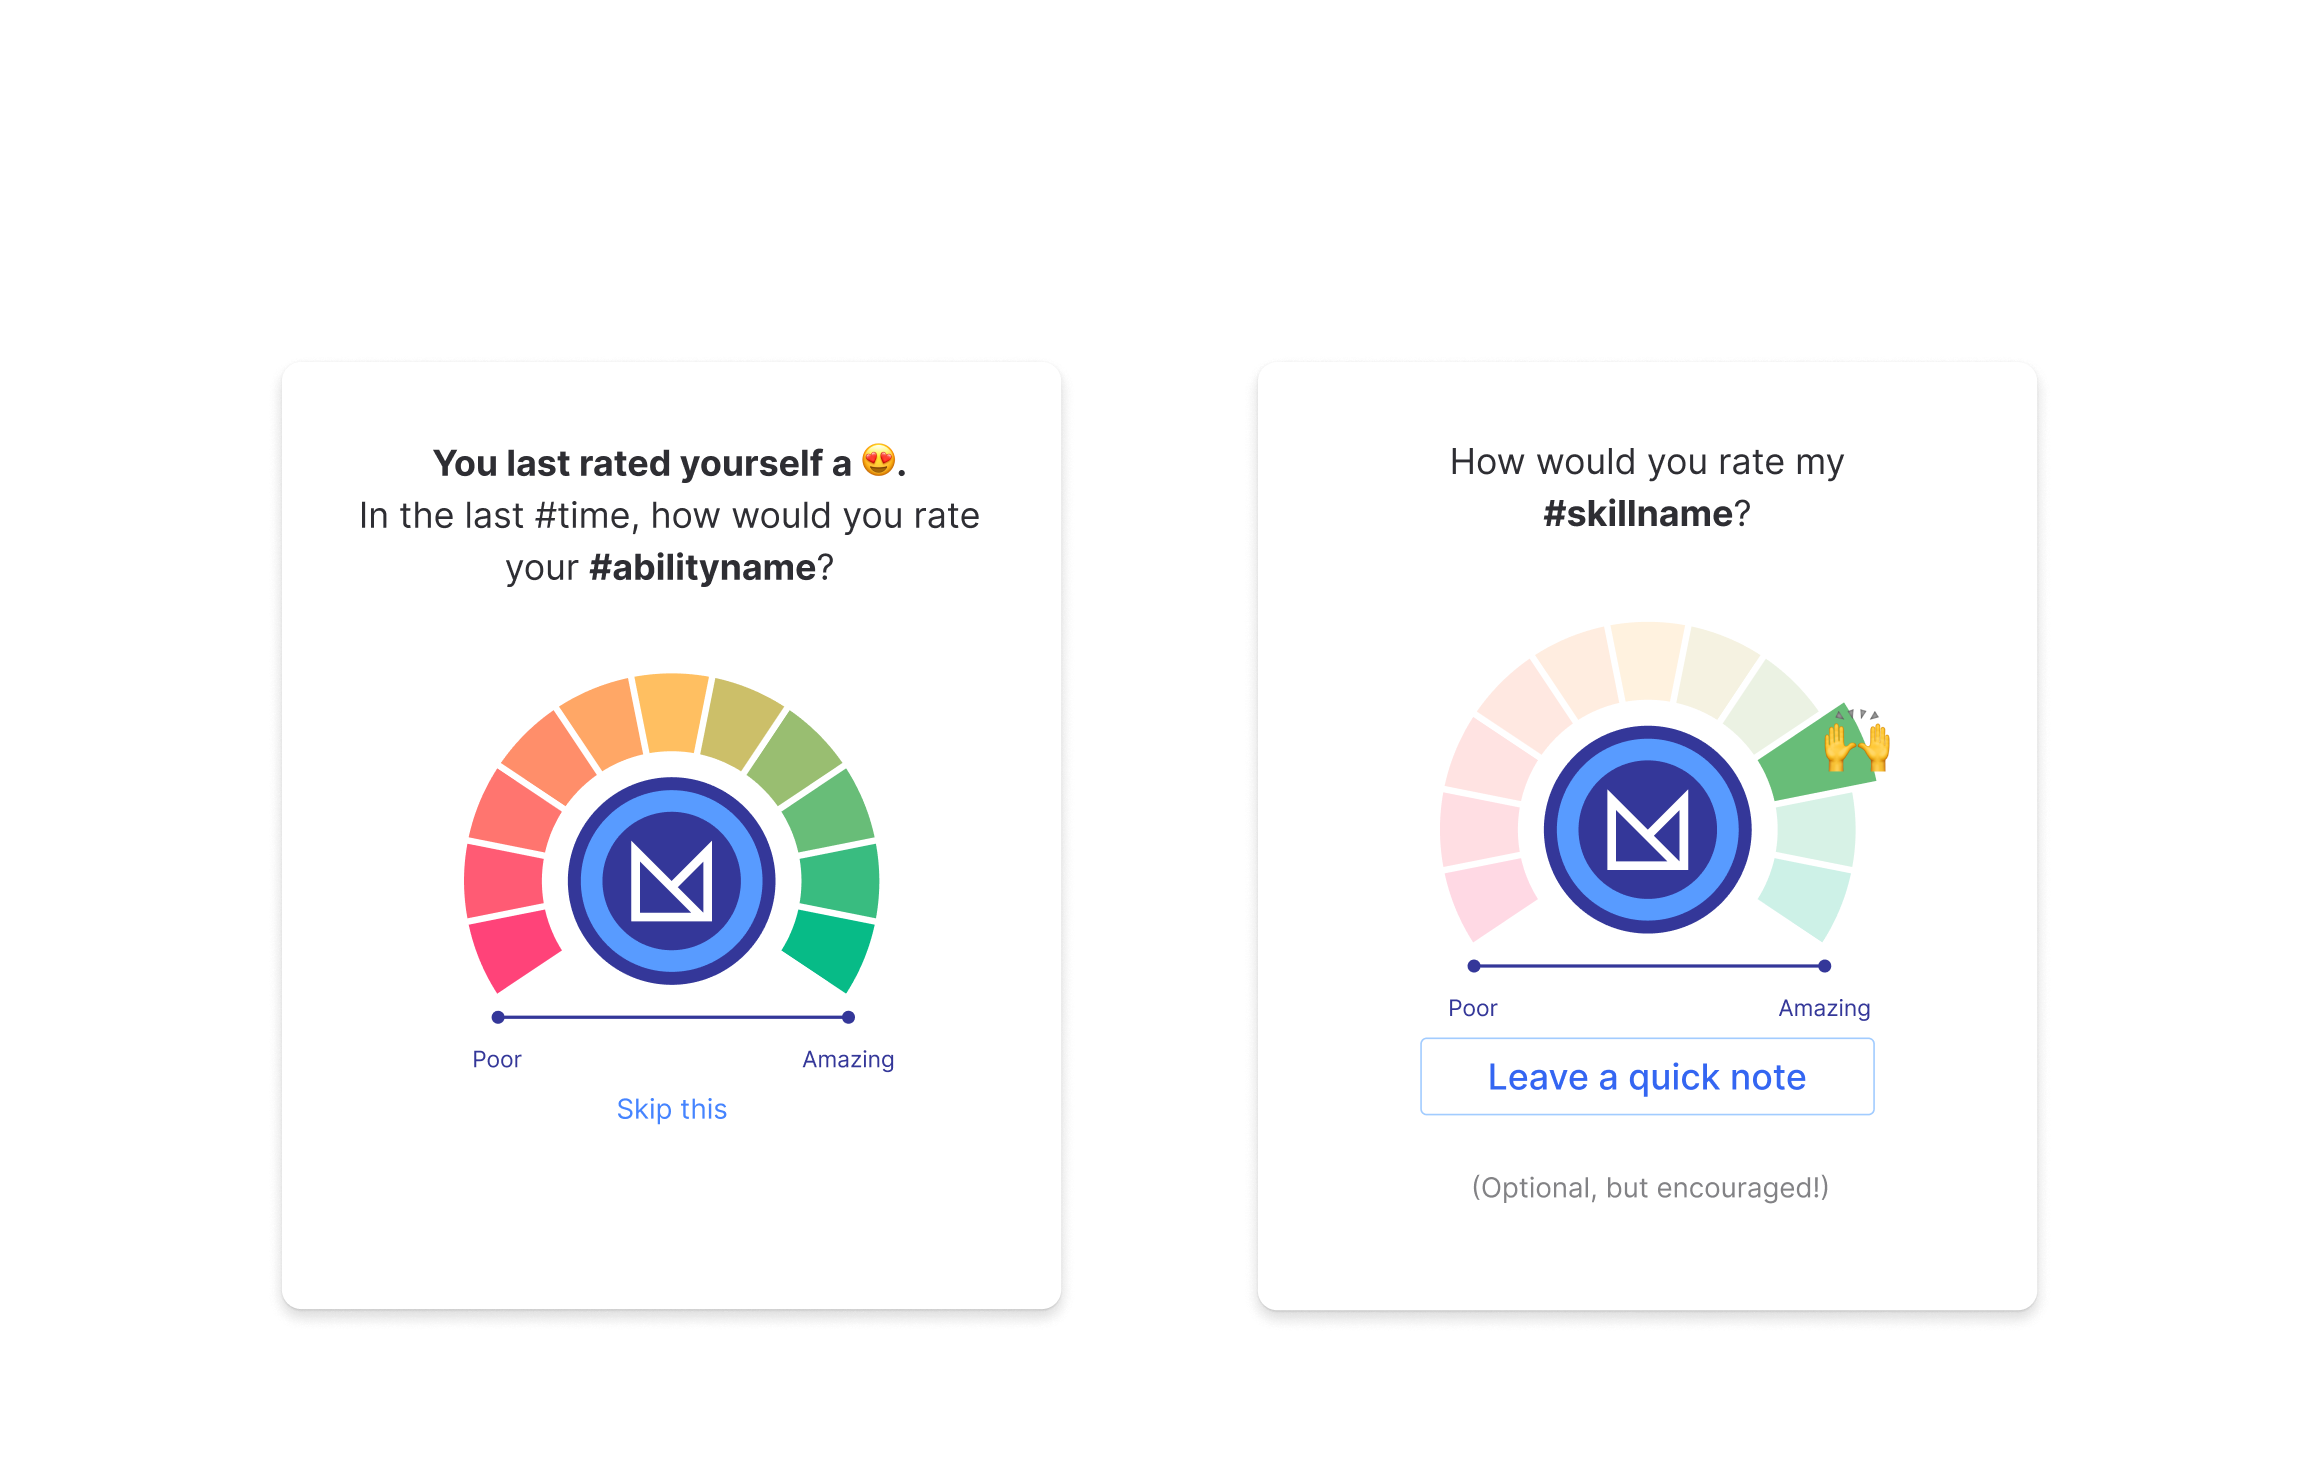 You last rated yourself a 😍.
In the last #time, how would you rate
your #abilityname?
Poor
Amazing
Skip this
How would you rate my
#skillname?
Poor
Amazing
Leave a quick note
(Optional, but encouraged!)